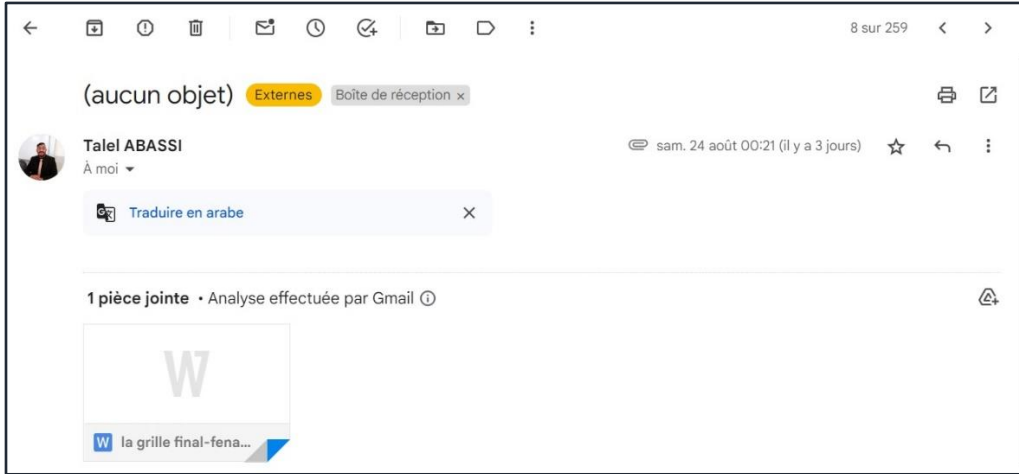 8 sur 259
(aucun objet) Externes Boîte de réception ×
Talel ABASSI
sam. 24 août 00:21 (il y a 3 jours)
À moi
Traduire en arabe
1 pièce jointe • Analyse effectuée par Gmail
W
W la grille final-fena...